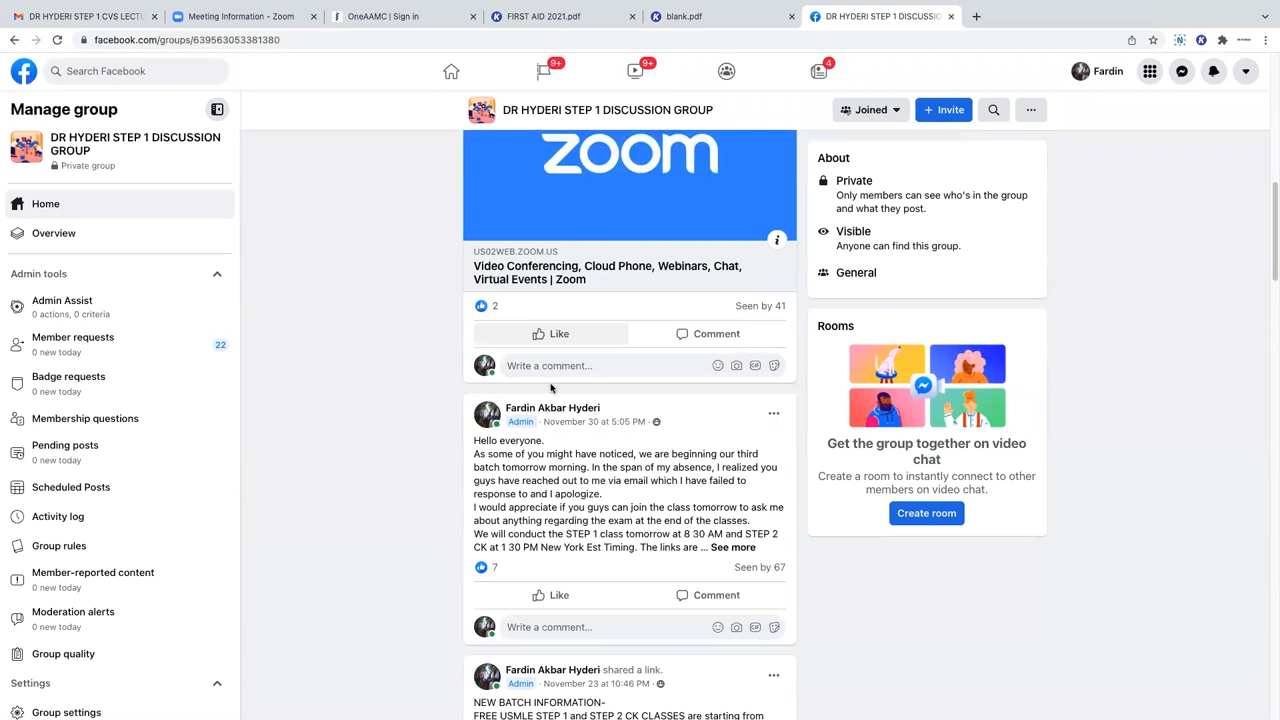 DR HYDERI STEP 1 CVS LECTU
Meeting Information - Zoom
OneAAMC | Sign in
FIRST AID 2021.pdf
blank.pdf
DR HYDERI STEP 1 DISCUSSIO
facebook.com/groups/639563053381380
Search Facebook
9+
9+
4
Fardin
Manage group
DR HYDERI STEP 1 DISCUSSION
GROUP
Private group
Home
Overview
Admin tools
Admin Assist
0 actions, 0 criteria
Member requests
0 new today
22
Badge requests
0 new today
Membership questions
Pending posts
0 new today
Scheduled Posts
Activity log
Group rules
Member-reported content
0 new today
Moderation alerts
0 new today
Group quality
Settings
Group settings
DR HYDERI STEP 1 DISCUSSION GROUP
Joined
+ Invite
zoom
US02WEB.ZOOM.US
Video Conferencing, Cloud Phone, Webinars, Chat,
Virtual Events | Zoom
2
Seen by 41
Like
Comment
Write a comment...
Fardin Akbar Hyderi
Admin · November 30 at 5:05 PM ·
Hello everyone.
As some of you might have noticed, we are beginning our third
batch tomorrow morning. In the span of my absence, I realized you
guys have reached out to me via email which I have failed to
response to and I apologize.
I would appreciate if you guys can join the class tomorrow to ask me
about anything regarding the exam at the end of the classes.
We will conduct the STEP 1 class tomorrow at 8 30 AM and STEP 2
CK at 1 30 PM New York Est Timing. The links are ... See more
7
Seen by 67
Like
Comment
Write a comment...
Fardin Akbar Hyderi shared a link.
Admin · November 23 at 10:46 PM ·
NEW BATCH INFORMATION-
FREE USMLE STEP 1 and STEP 2 CK CLASSES are starting from
About
Private
Only members can see who's in the group
and what they post.
Visible
Anyone can find this group.
General
Rooms
Get the group together on video
chat
Create a room to instantly connect to other
members on video chat.
Create room